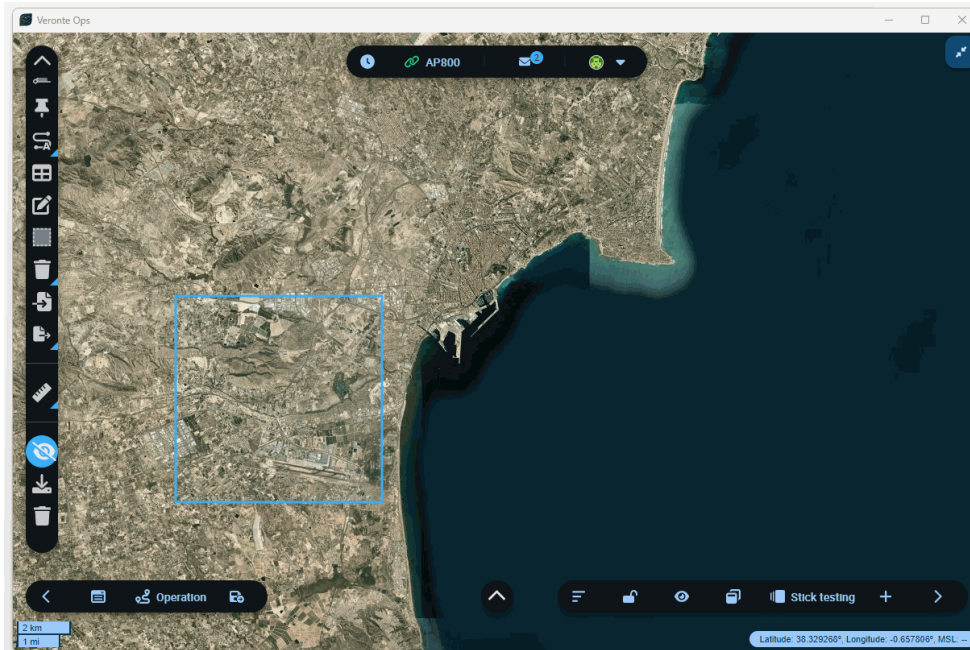 Veronte Ops
AP800
2
A
Operation
Stick testing
2 km
1 mi
Latitude: 38.329268°, Longitude: -0.657806°, MSL: --